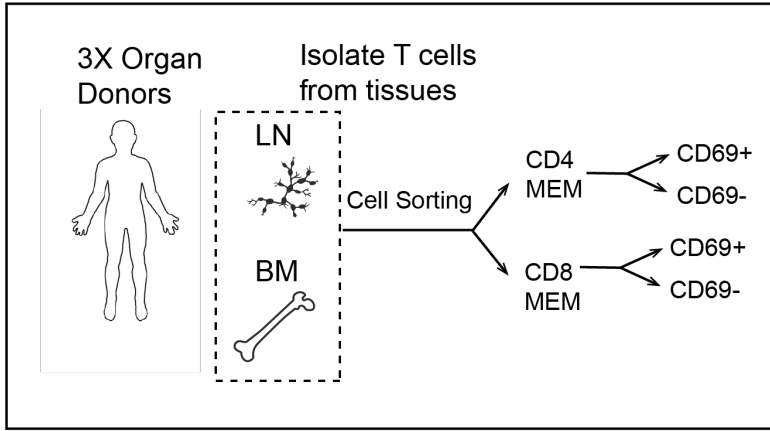 3X Organ
Donors
Isolate T cells
from tissues
LN
BM
Cell Sorting
CD4
MEM
CD69+
CD69-
CD8
MEM
CD69+
CD69-